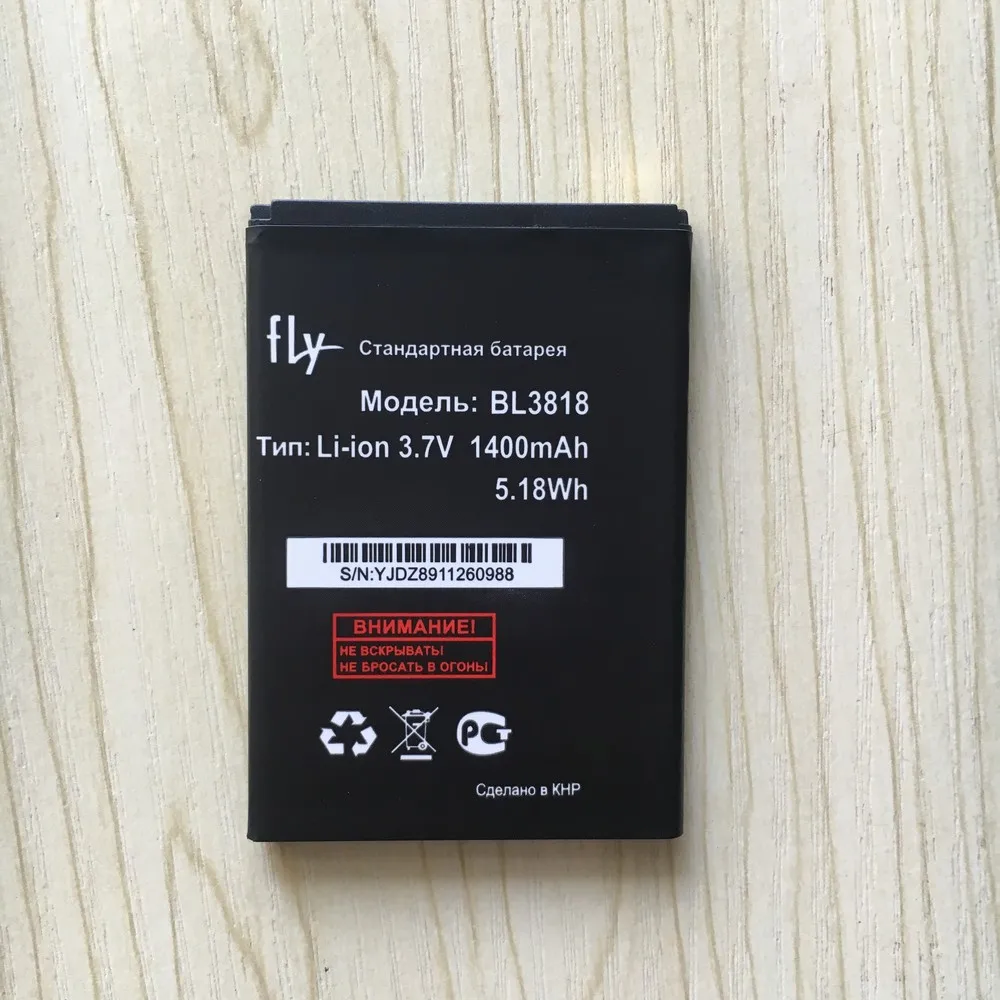 fLy Стандартная батарея
Модель: BL3818
Тип: Li-ion 3.7V 1400mAh
5.18Wh
S/N:YJDZ8911260988
ВНИМАНИЕ!
НЕ ВСКРЫВАТЬ!
НЕ БРОСАТЬ В ОГОНЬ!
РСТ
Сделано в КНР